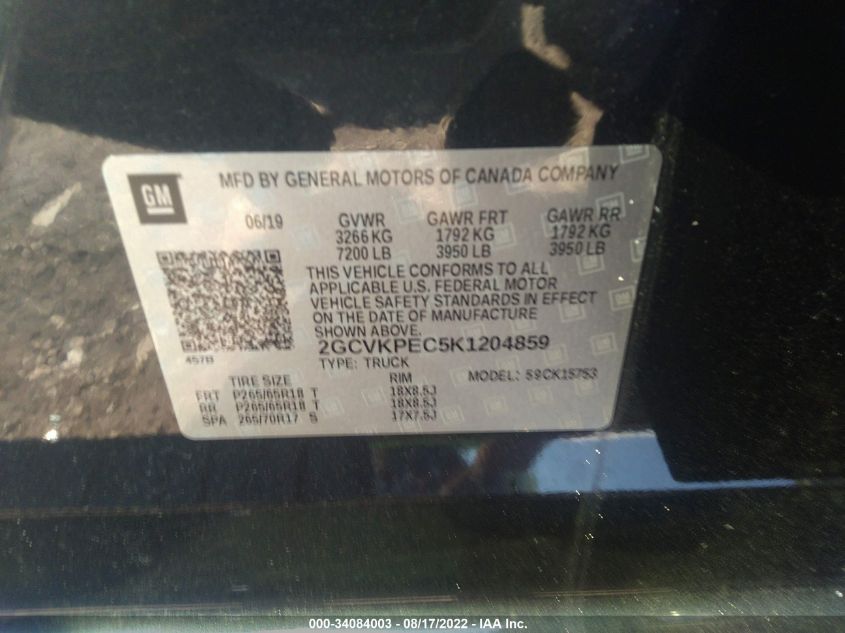 GM
MFD BY GENERAL MOTORS OF CANADA COMPANY
06/19 GVWR GAWR FRT GAWR RR
3266 KG 1792 KG 1792 KG
7200 LB 3950 LB 3950 LB
THIS VEHICLE CONFORMS TO ALL
APPLICABLE U.S. FEDERAL MOTOR
VEHICLE SAFETY STANDARDS IN EFFECT
ON THE DATE OF MANUFACTURE
SHOWN ABOVE.
457B
2GCVKPEC5K1204859
TYPE: TRUCK
MODEL: S9CK15753
TIRE SIZE RIM
FRT P265/65R18 T 18X8.5J
RR P265/65R18 T 18X8.5J
SPA 265/70R17 S 17X7.5J
000-34084003 - 08/17/2022 - IAA Inc.